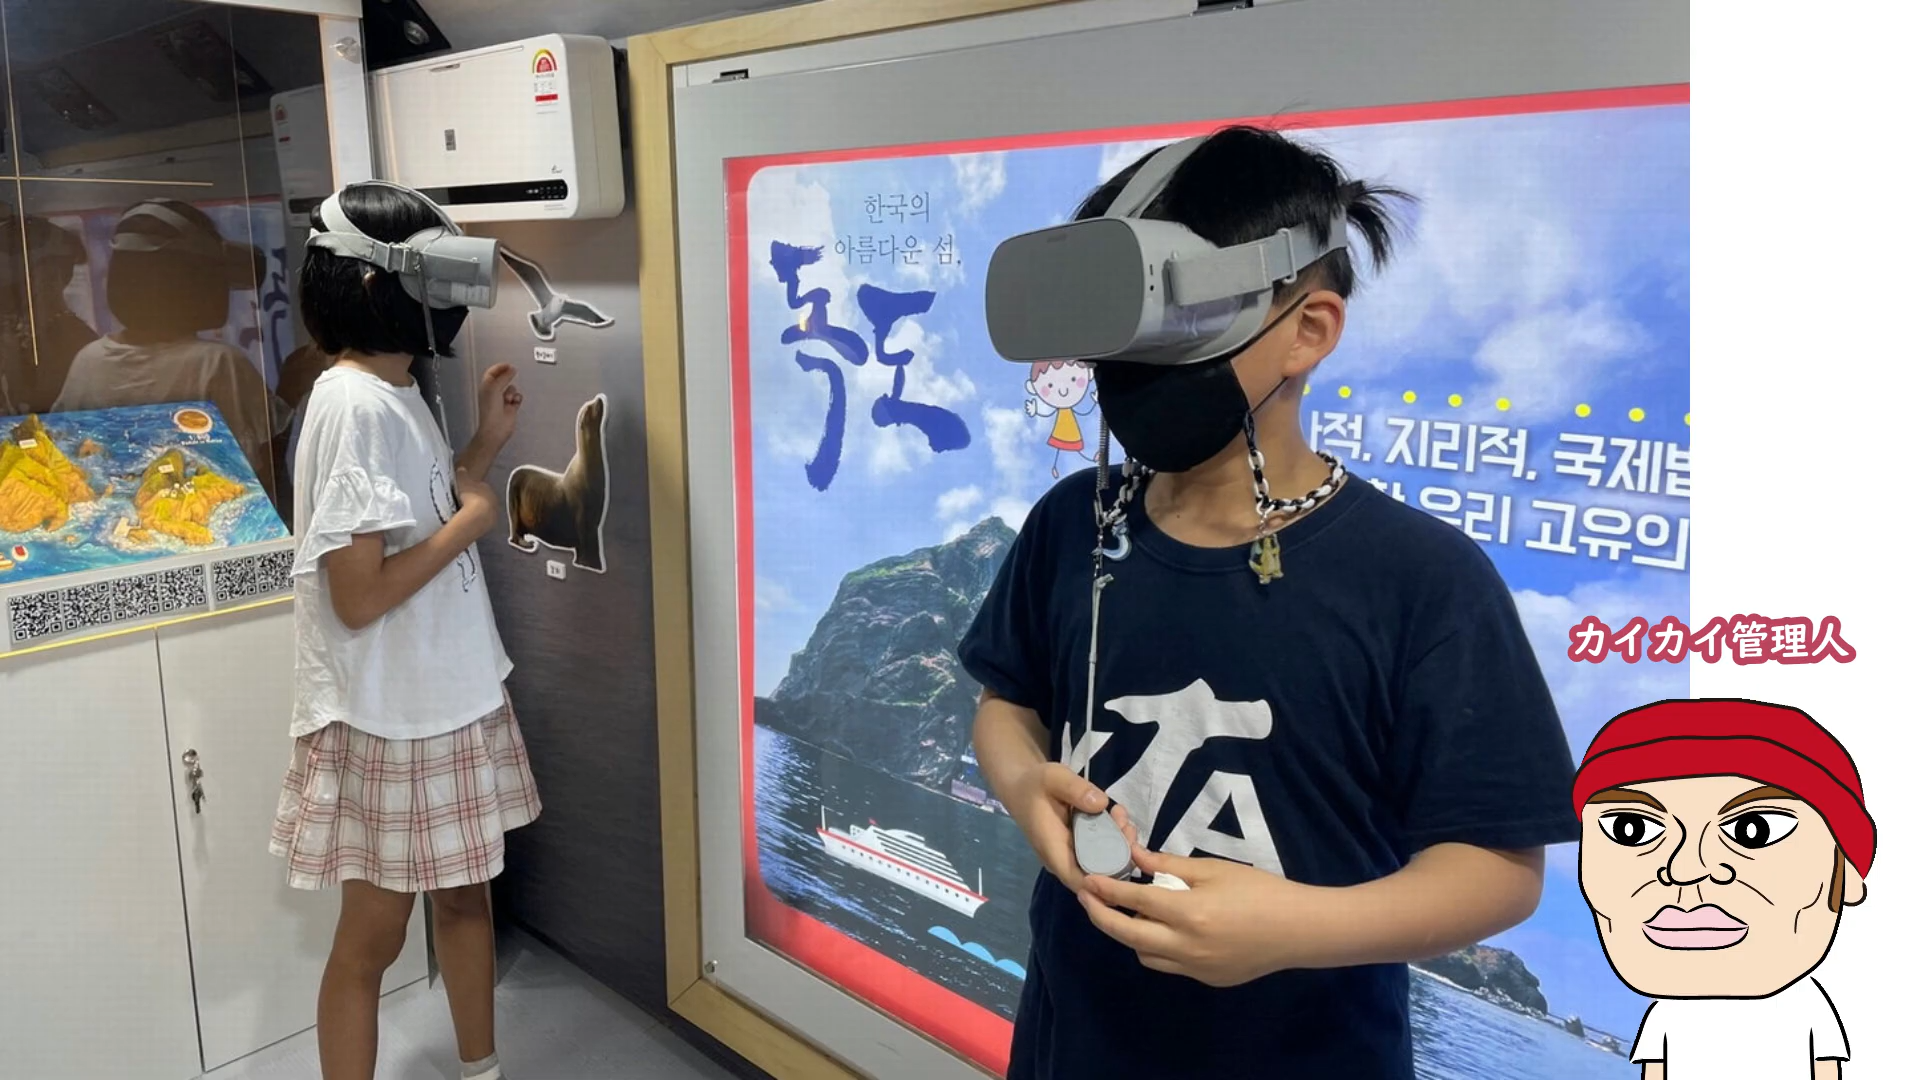 한국의
아름다운 섬,
독도
적, 지리적, 국제법
우리 고유의
カイカイ管理人